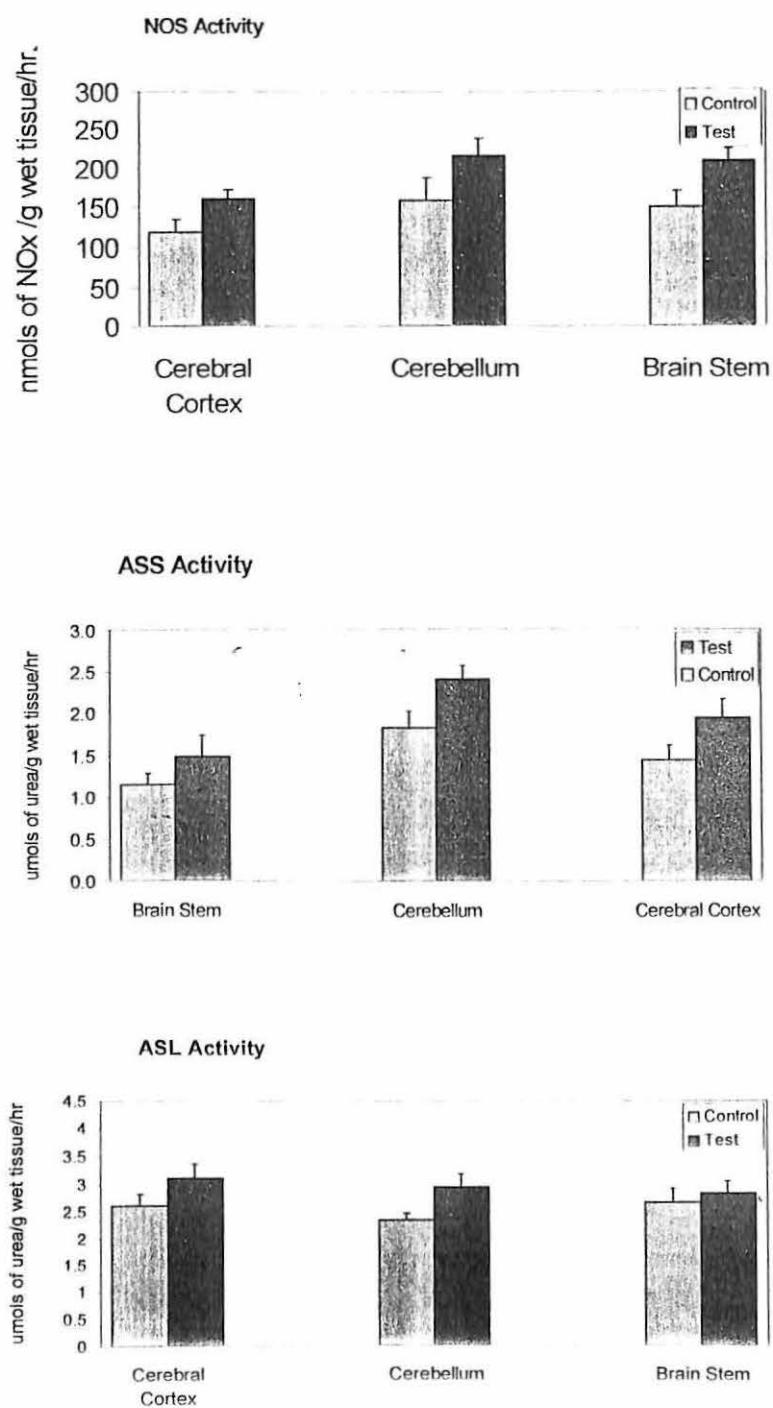 NOS Activity
nmols of NOx /g wet tissue/hr.
300
250
200
150
100
50
0
Control
Test
Cerebral
Cortex
Cerebellum
Brain Stem
ASS Activity
umols of urea/g wet tissue/hr
3.0
2.5
2.0
1.5
1.0
0.5
0.0
Test
Control
Brain Stem
Cerebellum
Cerebral Cortex
ASL Activity
umols of urea/g wet tissue/hr
4.5
4
3.5
3
2.5
2
1.5
1
0.5
0
Control
Test
Cerebral
Cortex
Cerebellum
Brain Stem